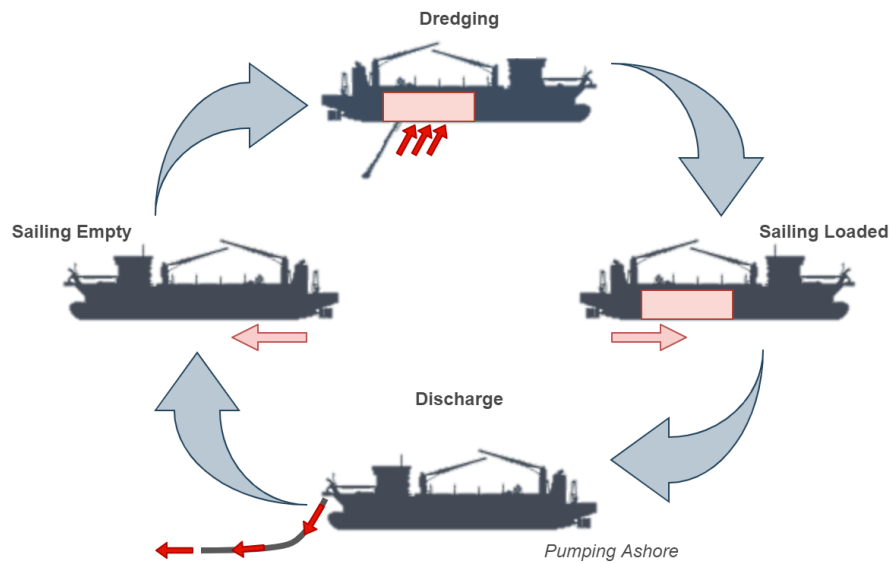 Dredging
Sailing Empty
Sailing Loaded
Discharge
Pumping Ashore